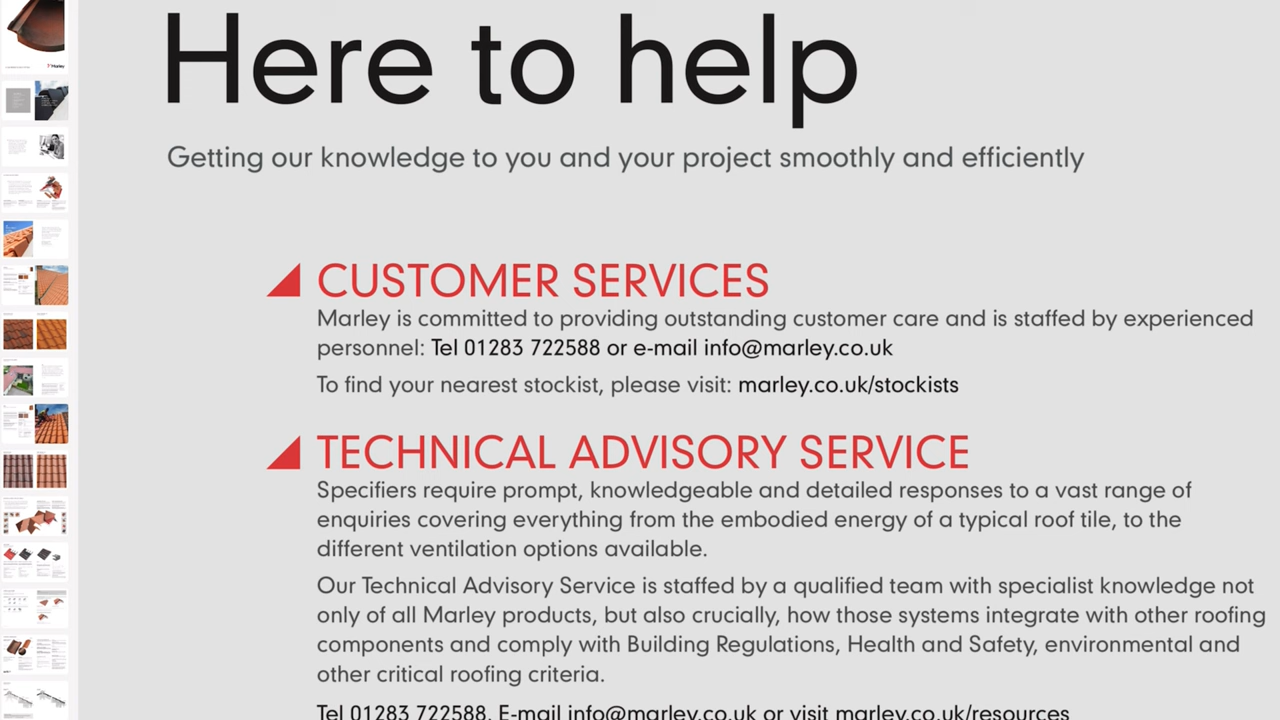 Here to help
Getting our knowledge to you and your project smoothly and efficiently
CUSTOMER SERVICES
Marley is committed to providing outstanding customer care and is staffed by experienced
personnel: Tel 01283 722588 or e-mail info@marley.co.uk
To find your nearest stockist, please visit: marley.co.uk/stockists
TECHNICAL ADVISORY SERVICE
Specifiers require prompt, knowledgeable and detailed responses to a vast range of
enquiries covering everything from the embodied energy of a typical roof tile, to the
different ventilation options available.
Our Technical Advisory Service is staffed by a qualified team with specialist knowledge not
only of all Marley products, but also crucially, how those systems integrate with other roofing
components and comply with Building Regulations, Health and Safety, environmental and
other critical roofing criteria.
Tel 01283 722588, E-mail info@marley.co.uk or visit marley.co.uk/resources
Marley